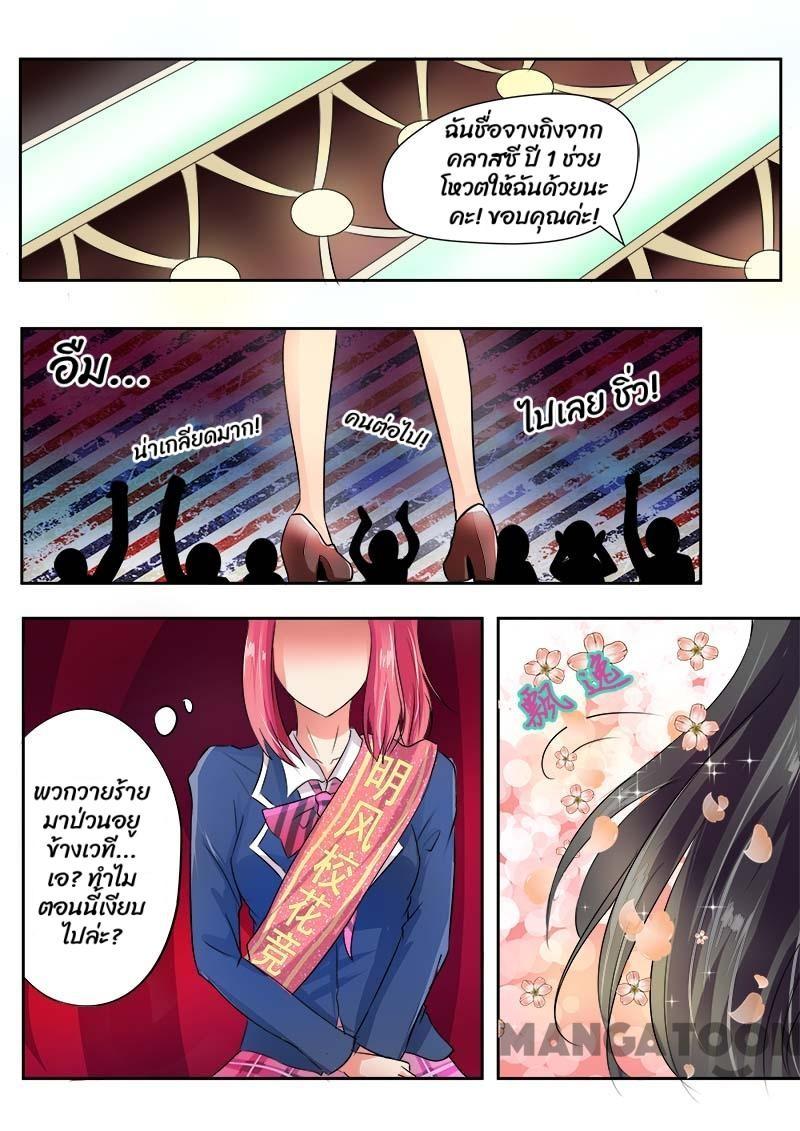 ฉันชื่อจางถิงจาก
คลาสซี ปี 1 ช่วย
โหวตให้ฉันด้วยนะ
คะ! ขอบคุณค่ะ!
อืม...
น่าเกลียดมาก!
คนต่อไป!
ไปเลย ชิ่ว!
พวกวายร้าย
มาป่วนอยู่
ข้างเวที...
เอ? ทำไม
ตอนนี้เงียบ
ไปล่ะ?
明风校花竞
飘逸
MANGATOON